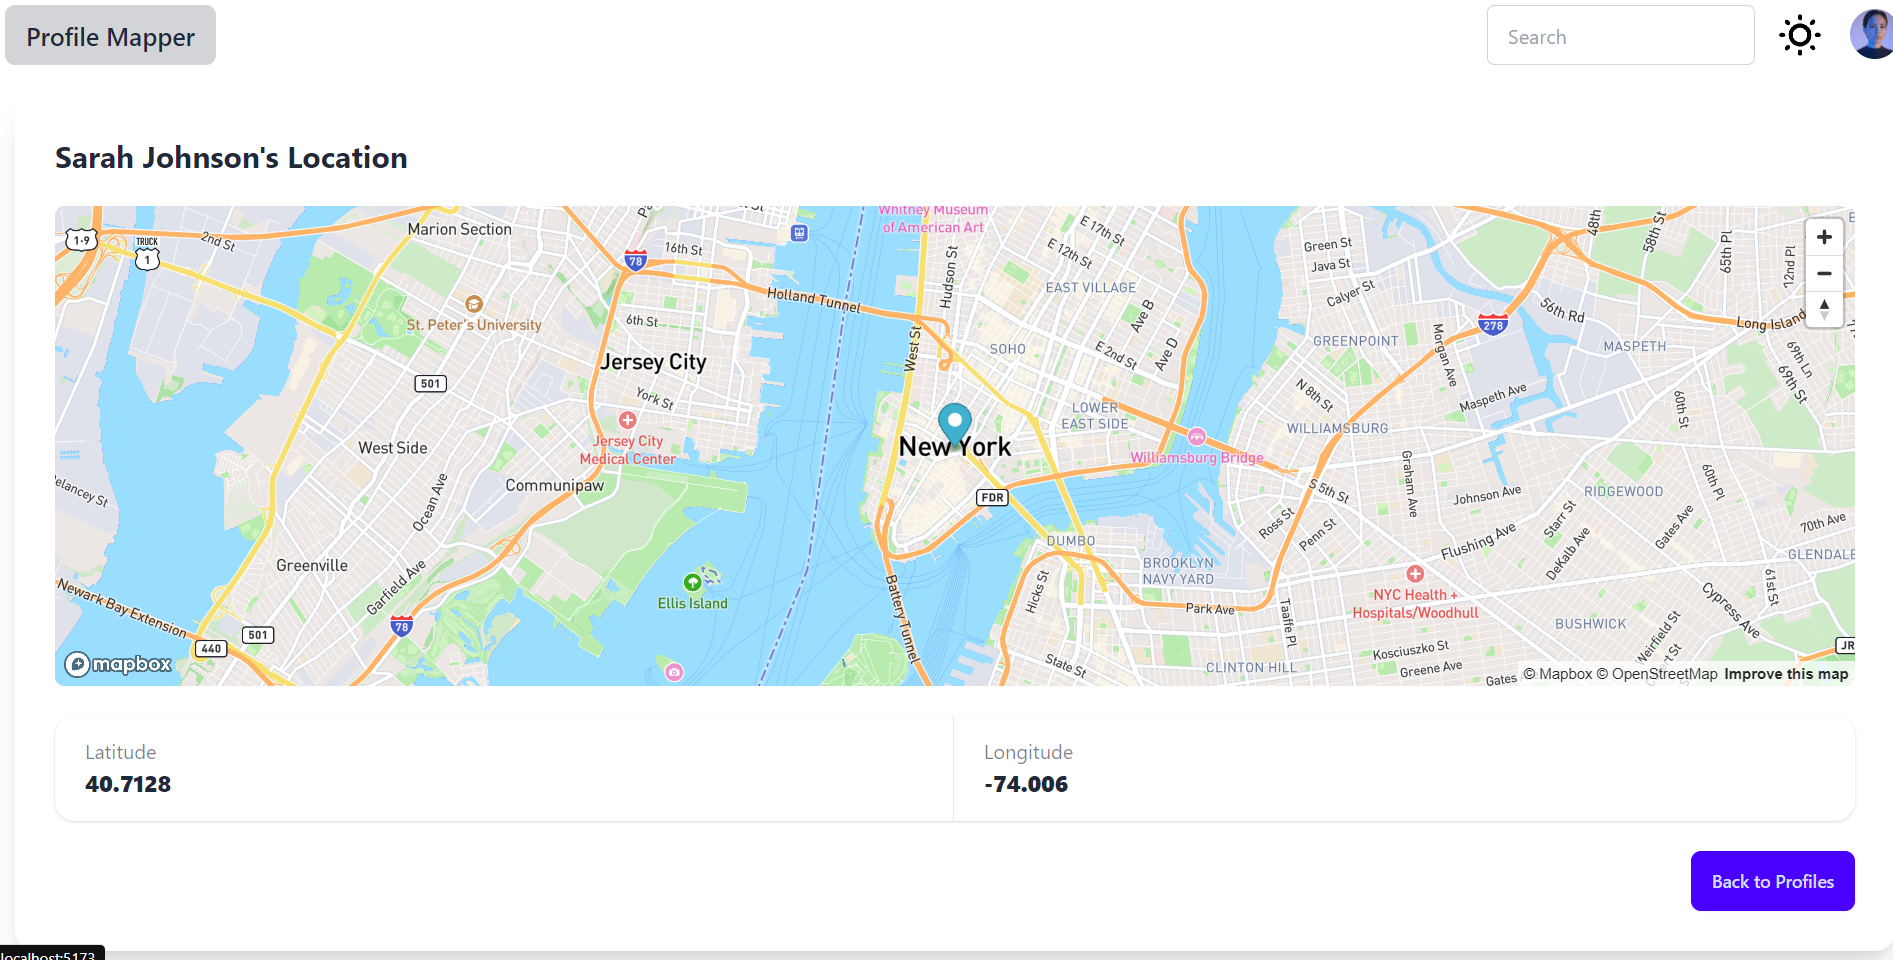 Profile Mapper
Search
Sarah Johnson's Location
1-9
2nd St
TRUCK
1
Marion Section
16th St
78
Holland Tunnel
Whitney Museum
of American Art
Hudson St
E 17th St
E 12th St
EAST VILLAGE
Ave B
Green St
Java St
Calyer St
48th
58th St
65th Pl
12nd Pl
56th Rd
278
Long Island
St. Peter's University
6th St
Jersey City
West St
SOHO
E 2nd St
Ave D
GREENPOINT
Morgan Ave
MASPETH
69th Ln
69th St
501
York St
Jersey City
Medical Center
West Side
Communipaw
Ocean Ave
New York
LOWER
EAST SIDE
Williamsburg Bridge
N 8th St
WILLIAMSBURG
Maspeth Ave
60th St
Graham Ave
S 5th St
Johnson Ave
RIDGEWOOD
60th Pl
elancey St
FDR
Ross St
Penn St
Flushing Ave
Starr St
DeKalb Ave
Gates Ave
70th Ave
GLENDALE
Greenville
Garfield Ave
DUMBO
BROOKLYN
NAVY YARD
Newark Bay Extension
Ellis Island
Battery Tunnel
Hicks St
Park Ave
Taaffe Pl
NYC Health +
Hospitals/Woodhull
61st St
Cypress Ave
BUSHWICK
Weirfield St
78
501
440
JR
State St
CLINTON HILL
Kosciuszko St
Greene Ave
Gates
mapbox
© Mapbox © OpenStreetMap Improve this map
Latitude
40.7128
Longitude
-74.006
Back to Profiles
localhost:5173